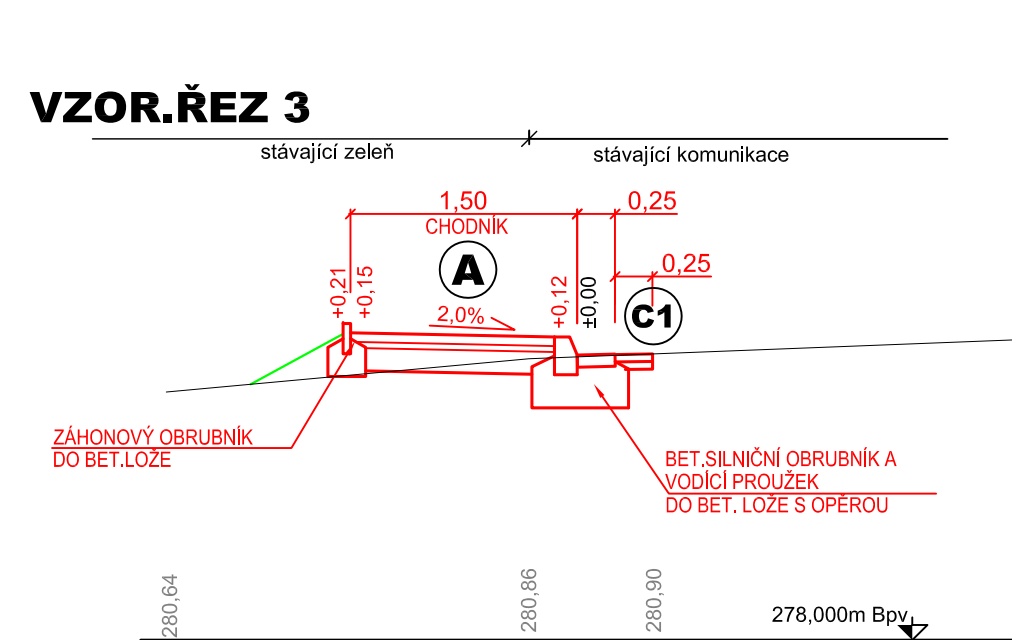 VZOR.ŘEZ 3
stávající zeleň
stávající komunikace
1,50
0,25
CHODNÍK
A
0,25
+0,21
+0,15
+0,12
±0,00
C1
2,0%
ZÁHONOVÝ OBRUBNÍK
DO BET.LOŽE
BET.SILNIČNÍ OBRUBNÍK A
VODÍCÍ PROUŽEK
DO BET. LOŽE S OPĚROU
280,64
280,86
280,90
278,000m Bpv